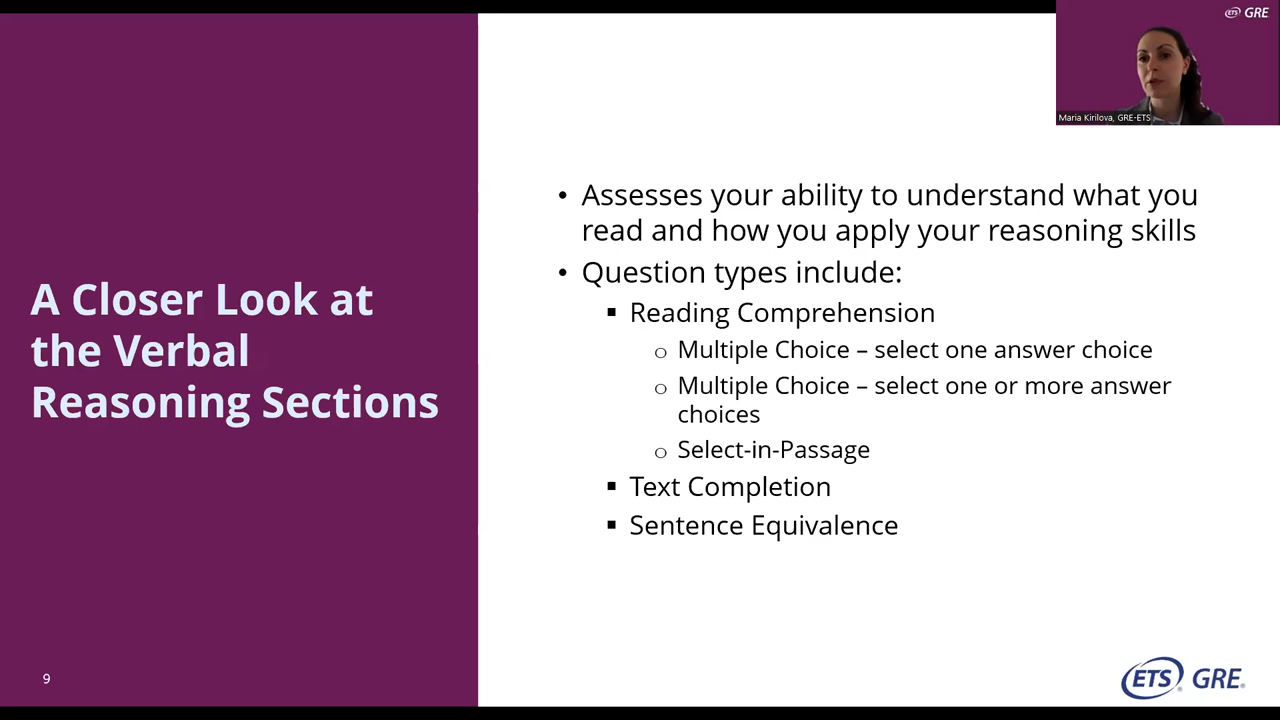 ETS GRE
Maria Kirilova, GRE-ETS
A Closer Look at
the Verbal
Reasoning Sections
• Assesses your ability to understand what you
read and how you apply your reasoning skills
• Question types include:
▪ Reading Comprehension
○ Multiple Choice – select one answer choice
○ Multiple Choice – select one or more answer
choices
○ Select-in-Passage
▪ Text Completion
▪ Sentence Equivalence
9
ETS® GRE®